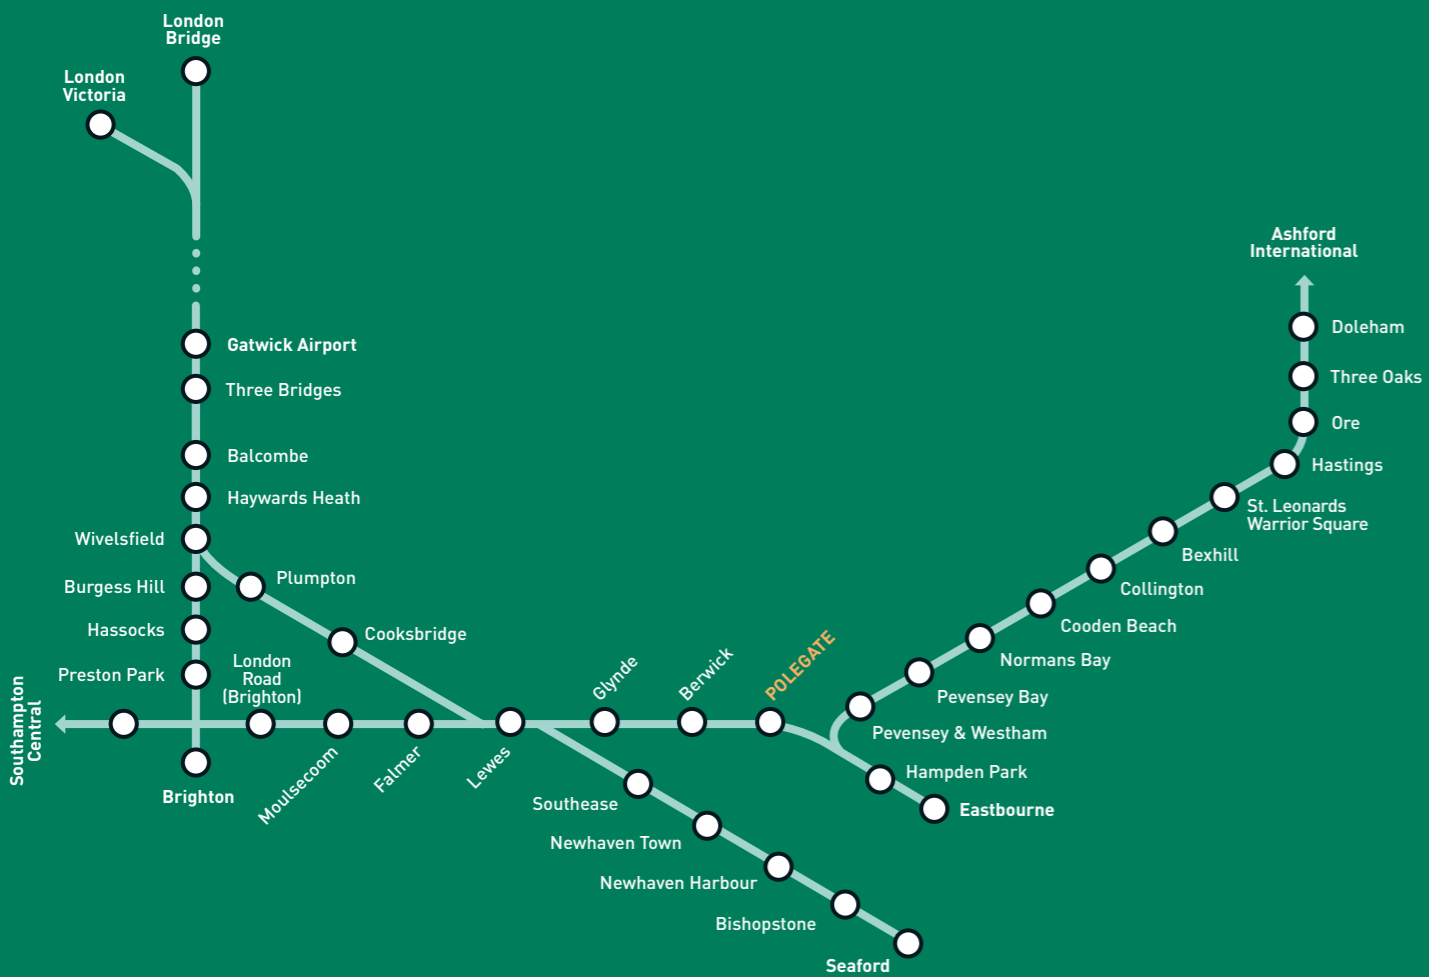 London
Bridge
London
Victoria
Ashford
International
Gatwick Airport
Three Bridges
Balcombe
Haywards Heath
Wivelsfield
Burgess Hill
Hassocks
Preston Park
Plumpton
Cooksbridge
London
Road
(Brighton)
Southampton
Central
Brighton
Moulsecoom
Falmer
Lewes
Glynde
Berwick
POLEGATE
Southease
Newhaven Town
Newhaven Harbour
Bishopstone
Seaford
Hampden Park
Eastbourne
Pevensey & Westham
Pevensey Bay
Normans Bay
Cooden Beach
Collington
Bexhill
St. Leonards
Warrior Square
Hastings
Ore
Three Oaks
Doleham